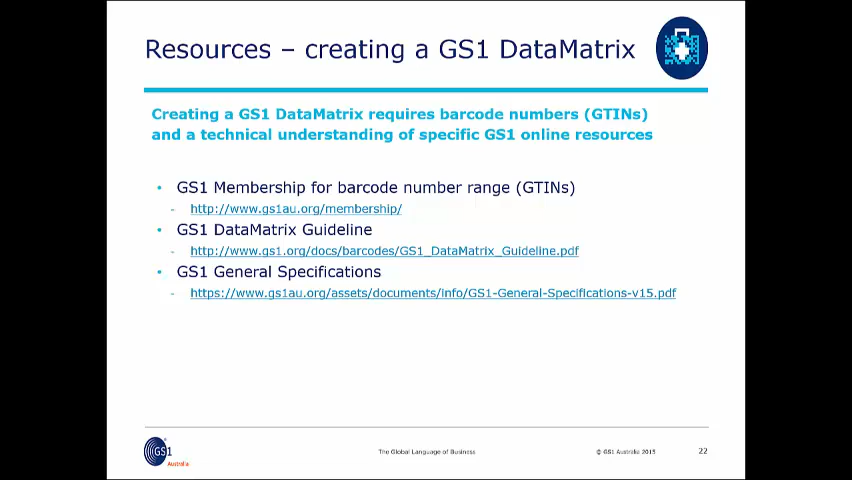 Resources – creating a GS1 DataMatrix
Creating a GS1 DataMatrix requires barcode numbers (GTINs)
and a technical understanding of specific GS1 online resources
• GS1 Membership for barcode number range (GTINs)
- http://www.gs1au.org/membership/
• GS1 DataMatrix Guideline
- http://www.gs1.org/docs/barcodes/GS1_DataMatrix_Guideline.pdf
• GS1 General Specifications
- https://www.gs1au.org/assets/documents/info/GS1-General-Specifications-v15.pdf
GS1
Australia
The Global Language of Business
© GS1 Australia 2015
22